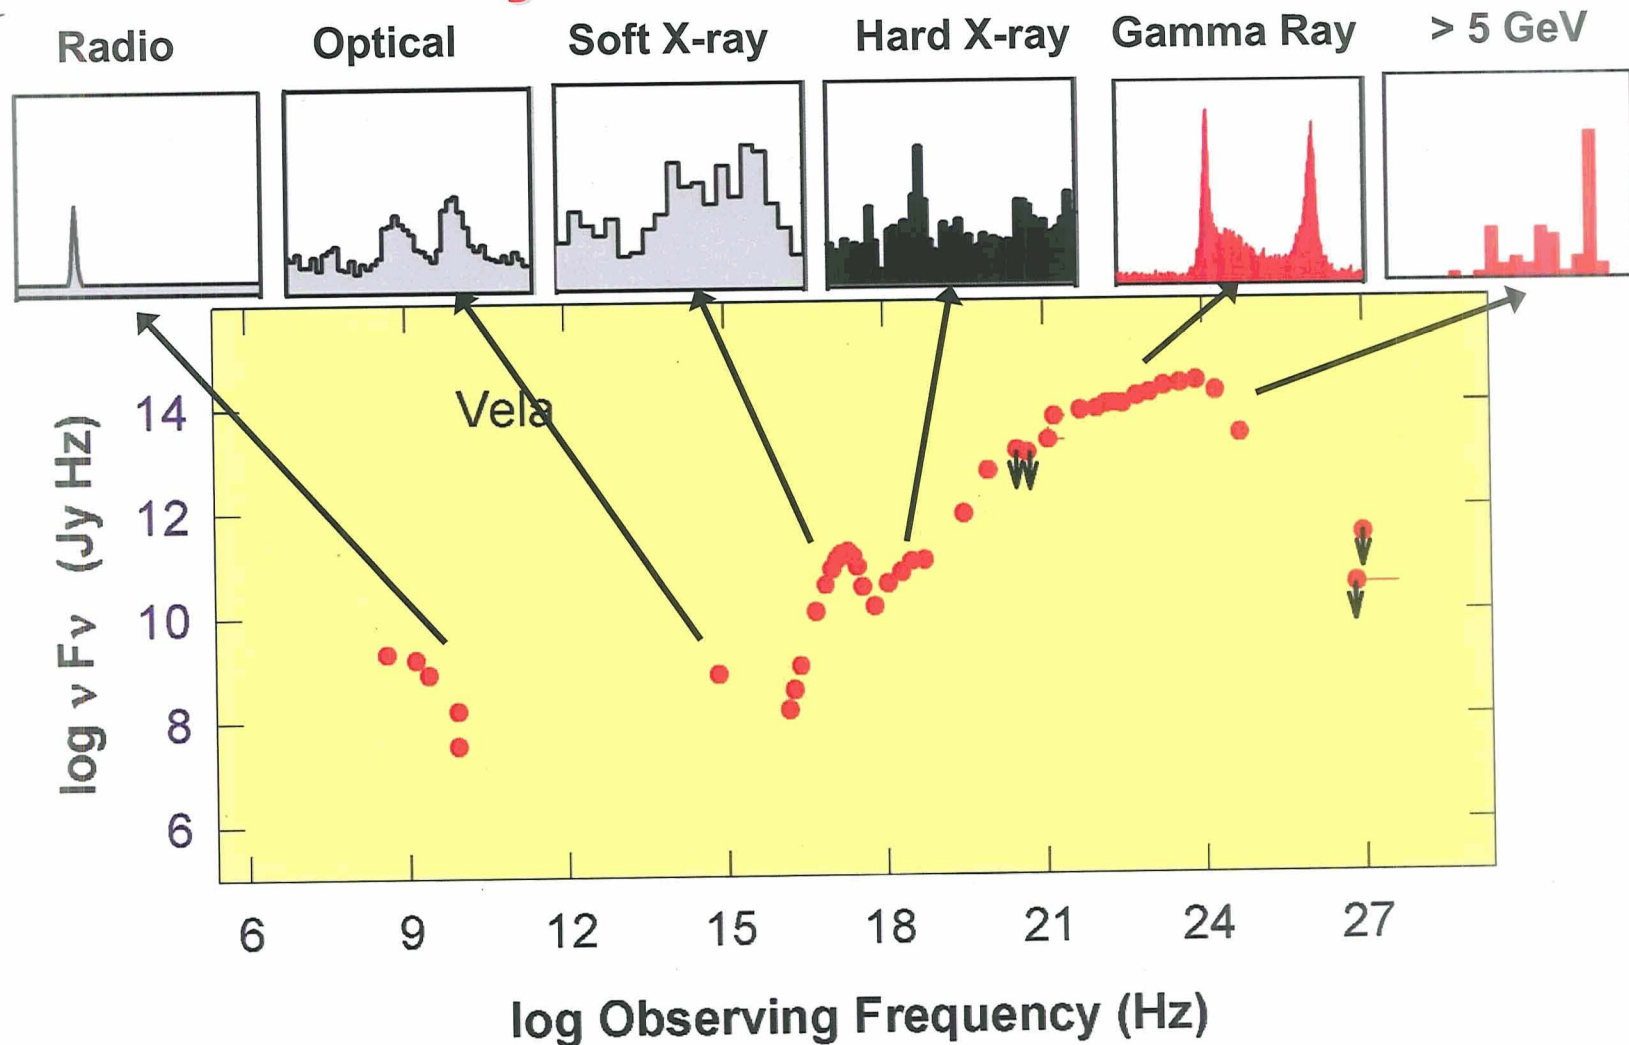 Radio Optical Soft X-ray Hard X-ray Gamma Ray > 5 GeV
Vela
log ν Fν (Jy Hz)
14
12
10
8
6
6 9 12 15 18 21 24 27
log Observing Frequency (Hz)